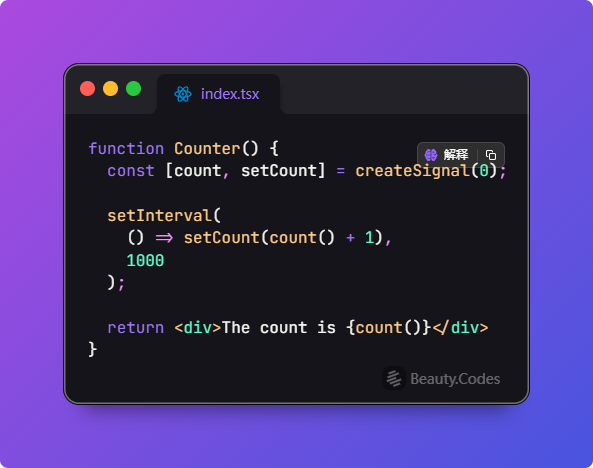 index.tsx
function Counter() {
解释
const [count, setCount] = createSignal(0);
setInterval(
() => setCount(count() + 1),
1000
);
return <div>The count is {count()}</div>
}
Beauty.Codes